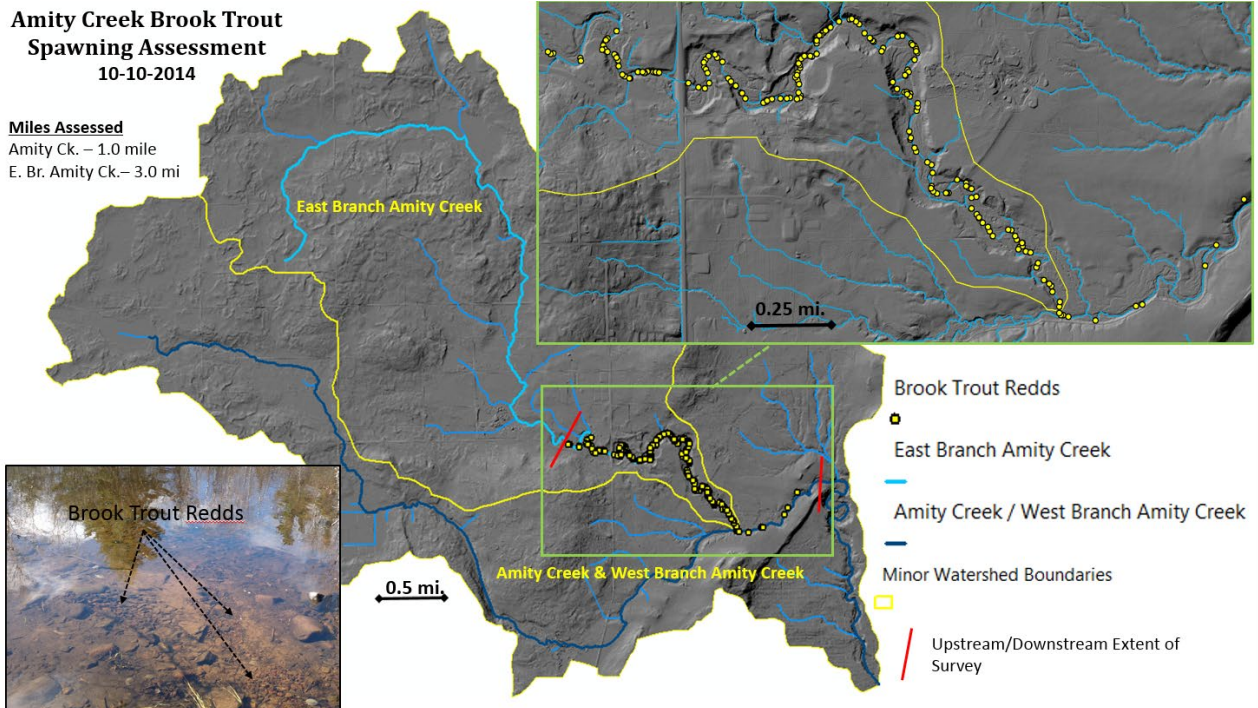 Amity Creek Brook Trout
Spawning Assessment
10-10-2014
Miles Assessed
Amity Ck. – 1.0 mile
E. Br. Amity Ck.– 3.0 mi
East Branch Amity Creek
0.25 mi.
Brook Trout Redds
East Branch Amity Creek
Amity Creek / West Branch Amity Creek
Minor Watershed Boundaries
Upstream/Downstream Extent of
Survey
Amity Creek & West Branch Amity Creek
0.5 mi.
Brook Trout Redds